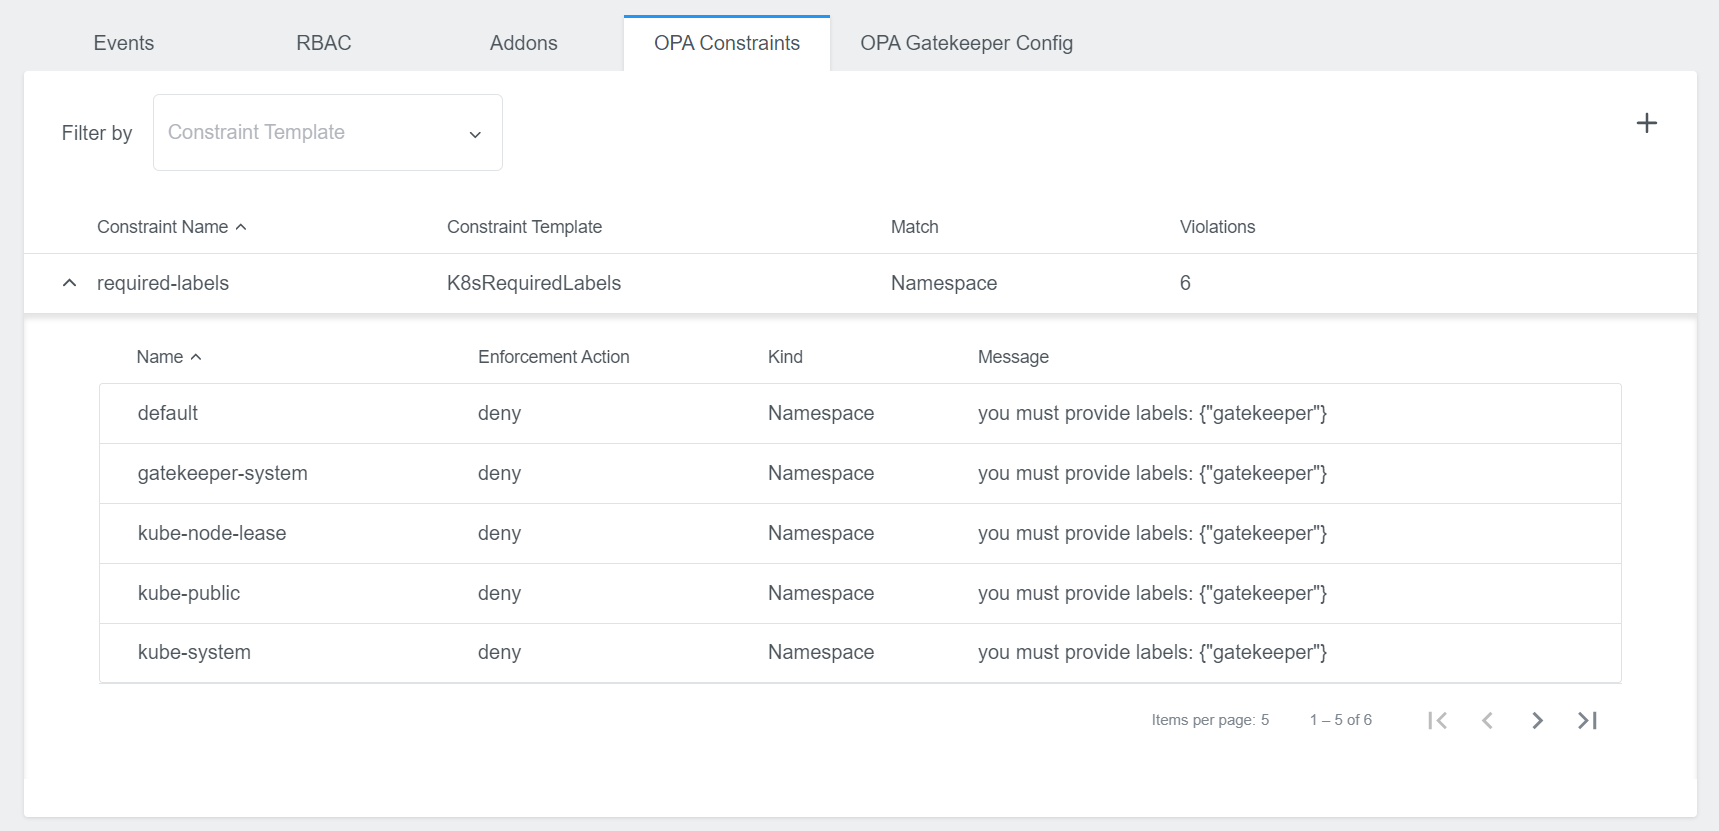 Events RBAC Addons OPA Constraints OPA Gatekeeper Config
Filter by Constraint Template
Constraint Name Constraint Template Match Violations
required-labels K8sRequiredLabels Namespace 6
Name Enforcement Action Kind Message
default deny Namespace you must provide labels: {"gatekeeper"}
gatekeeper-system deny Namespace you must provide labels: {"gatekeeper"}
kube-node-lease deny Namespace you must provide labels: {"gatekeeper"}
kube-public deny Namespace you must provide labels: {"gatekeeper"}
kube-system deny Namespace you must provide labels: {"gatekeeper"}
Items per page: 5 1 – 5 of 6